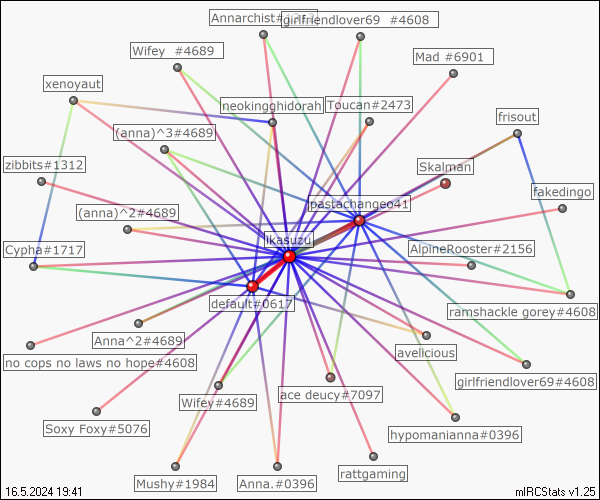 Annarchist#
girlfriendlover69 #4608
Wifey #4689
Mad #6901
xenoyaut
neokingghidorah
Toucan#2473
frisout
(anna)^3#4689
zibbits#1312
Skalman
fakedingo
pastachangeo41
(anna)^2#4689
ikasuzu
Cypha#1717
AlpineRooster#2156
default#0617
ramshackle gorey#4608
Anna^2#4689
avelicious
no cops no laws no hope#4608
girlfriendlover69#4608
ace deucy#7097
Wifey#4689
Soxy Foxy#5076
hypomanianna#0396
Mushy#1984
Anna.#0396
rattgaming
16.5.2024 19:41
mIRCStats v1.25